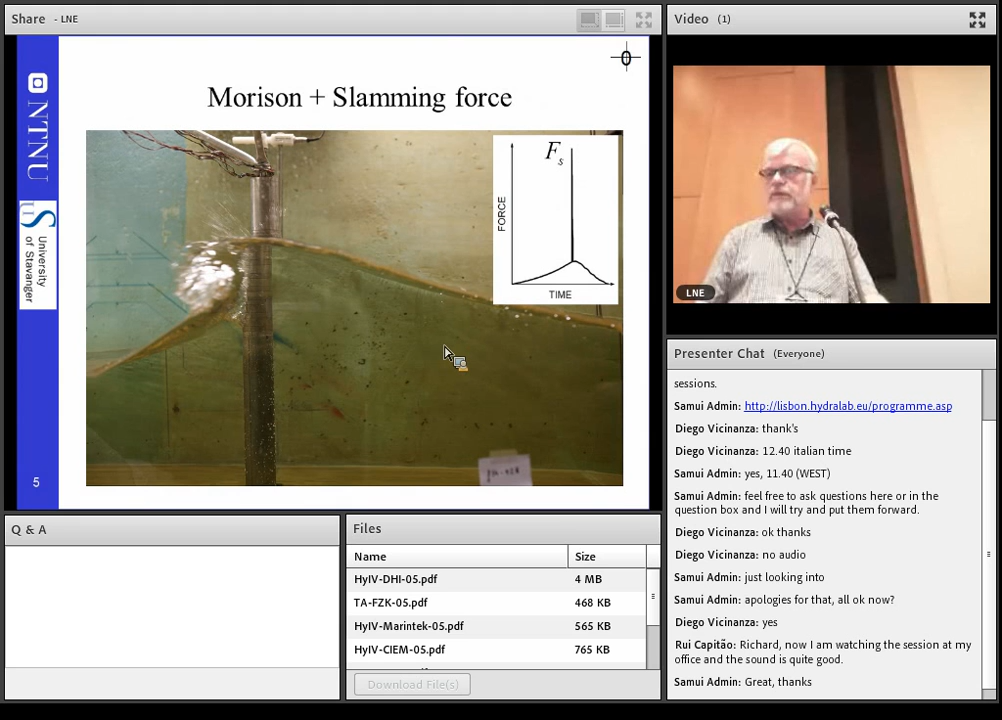 Share - LNE
NTNU
University
of Stavanger
5
Morison + Slamming force
Fs
FORCE
TIME
Video (1)
LNE
Presenter Chat (Everyone)
sessions.
Samui Admin: http://lisbon.hydralab.eu/programme.asp
Diego Vicinanza: thank's
Diego Vicinanza: 12.40 italian time
Samui Admin: yes, 11.40 (WEST)
Samui Admin: feel free to ask questions here or in the
question box and I will try and put them forward.
Diego Vicinanza: ok thanks
Diego Vicinanza: no audio
Samui Admin: just looking into
Samui Admin: apologies for that, all ok now?
Diego Vicinanza: yes
Rui Capitão: Richard, now I am watching the session at my
office and the sound is quite good.
Samui Admin: Great, thanks
Q & A
Files
Name Size
HyIV-DHI-05.pdf 4 MB
TA-FZK-05.pdf 468 KB
HyIV-Marintek-05.pdf 565 KB
HyIV-CIEM-05.pdf 765 KB
Download File(s)